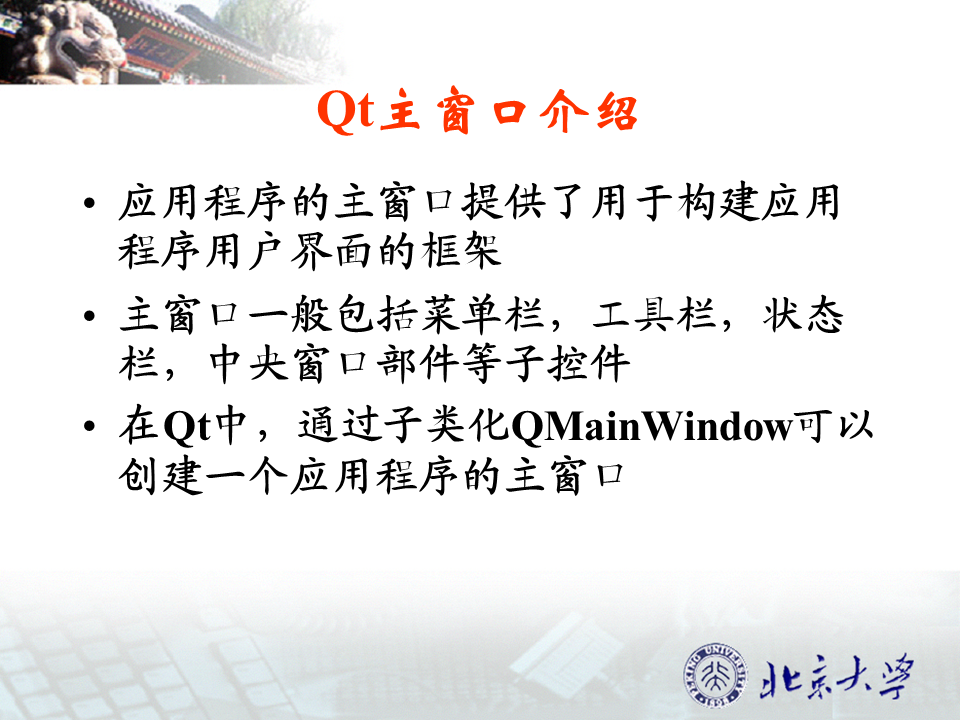 Qt主窗口介绍
• 应用程序的主窗口提供了用于构建应用
程序用户界面的框架
• 主窗口一般包括菜单栏，工具栏，状态
栏，中央窗口部件等子控件
• 在Qt中，通过子类化QMainWindow可以
创建一个应用程序的主窗口
PEKING UNIVERSITY
1898
北京大学